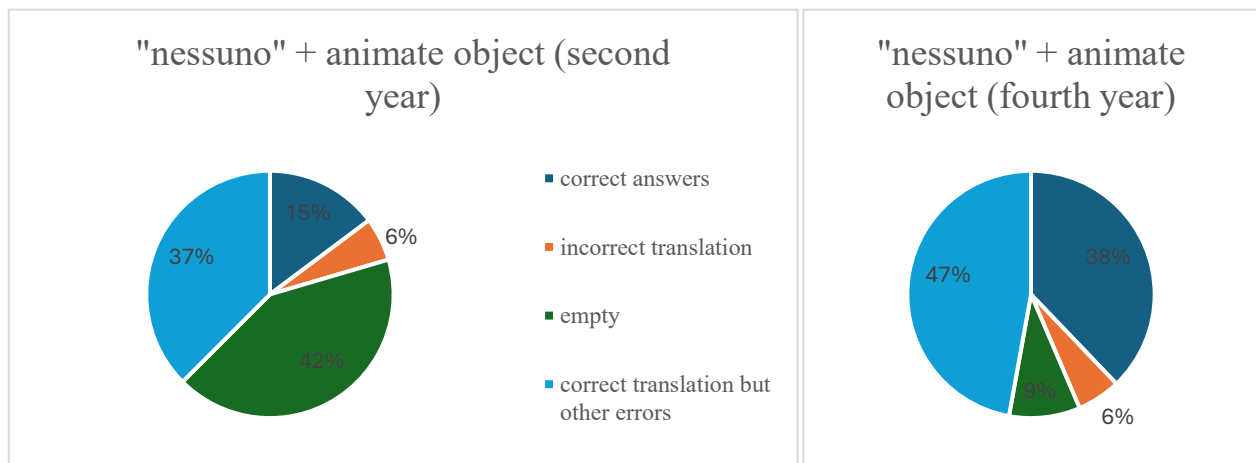 "nessuno" + animate object (second
year)
15%
6%
42%
37%
correct answers
incorrect translation
empty
correct translation but
other errors
"nessuno" + animate
object (fourth year)
38%
6%
9%
47%